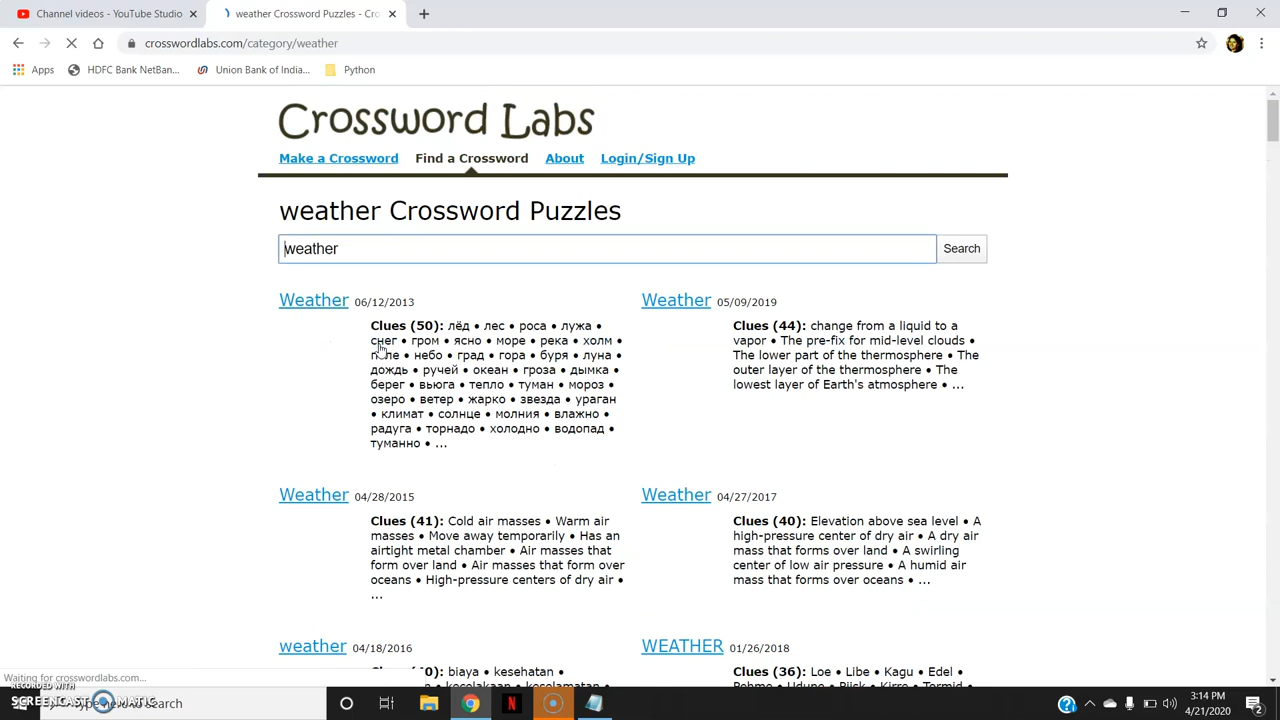 Channel videos - YouTube Studio
weather Crossword Puzzles - Cro
crosswordlabs.com/category/weather
Apps
HDFC Bank NetBan...
Union Bank of India...
Python
Crossword Labs
Make a Crossword
Find a Crossword
About
Login/Sign Up
weather Crossword Puzzles
weather
Search
Weather 06/12/2013
Clues (50): лёд • лес • роса • лужа •
снег • гром • ясно • море • река • холм •
поле • небо • град • гора • буря • луна •
дождь • ручей • океан • гроза • дымка •
берег • вьюга • тепло • туман • мороз •
озеро • ветер • жарко • звезда • ураган
• климат • солнце • молния • влажно •
радуга • торнадо • холодно • водопад •
туманно • ...
Weather 05/09/2019
Clues (44): change from a liquid to a
vapor • The pre-fix for mid-level clouds •
The lower part of the thermosphere • The
outer layer of the thermosphere • The
lowest layer of Earth's atmosphere • ...
Weather 04/28/2015
Clues (41): Cold air masses • Warm air
masses • Move away temporarily • Has an
airtight metal chamber • Air masses that
form over land • Air masses that form over
oceans • High-pressure centers of dry air •
...
Weather 04/27/2017
Clues (40): Elevation above sea level • A
high-pressure center of dry air • A dry air
mass that forms over land • A swirling
center of low air pressure • A humid air
mass that forms over oceans • ...
weather 04/18/2016
biaya • kesehatan •
WEATHER 01/26/2018
Clues (36): Loe • Libe • Kagu • Edel •
Waiting for crosswordlabs.com...
RECORDED WITH
SCREENCAST MATIC
here to search
3:14 PM
4/21/2020
2